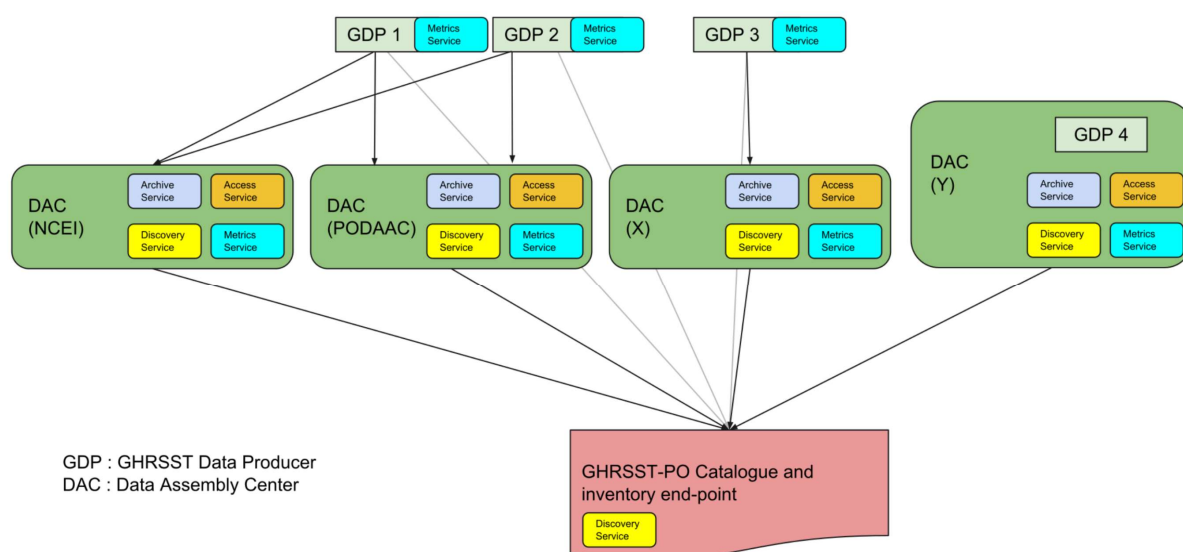 GDP 1
Metrics
Service
GDP 2
Metrics
Service
GDP 3
Metrics
Service
GDP 4
DAC
(NCEI)
Archive
Service
Access
Service
Discovery
Service
Metrics
Service
DAC
(PODAAC)
Archive
Service
Access
Service
Discovery
Service
Metrics
Service
DAC
(X)
Archive
Service
Access
Service
Discovery
Service
Metrics
Service
DAC
(Y)
Archive
Service
Access
Service
Discovery
Service
Metrics
Service
GDP : GHRSST Data Producer
DAC : Data Assembly Center
GHRSST-PO Catalogue and
inventory end-point
Discovery
Service